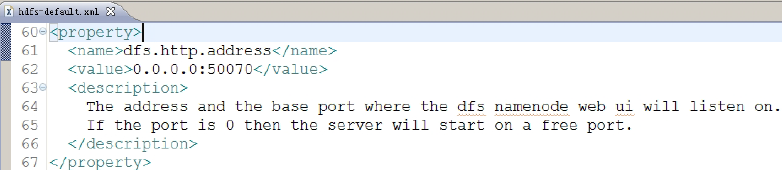 hdfs-default.xml
60 <property>
61 <name>dfs.http.address</name>
62 <value>0.0.0.0:50070</value>
63 <description>
64 The address and the base port where the dfs namenode web ui will listen on.
65 If the port is 0 then the server will start on a free port.
66 </description>
67 </property>